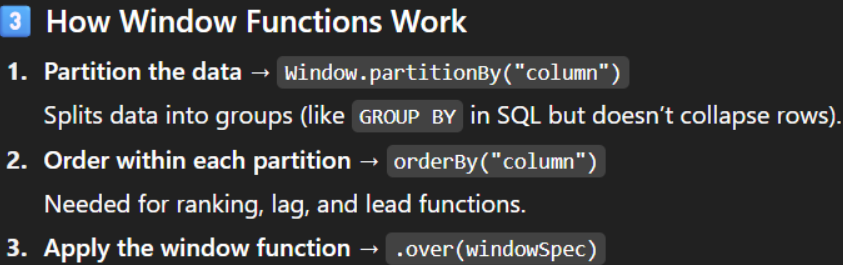 3 How Window Functions Work
1. Partition the data → Window.partitionBy("column")
Splits data into groups (like GROUP BY in SQL but doesn’t collapse rows).
2. Order within each partition → orderBy("column")
Needed for ranking, lag, and lead functions.
3. Apply the window function → .over(windowSpec)